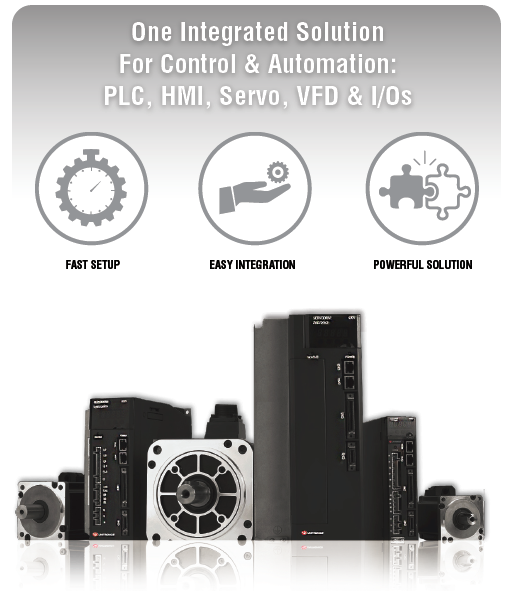 One Integrated Solution
For Control & Automation:
PLC, HMI, Servo, VFD & I/Os
FAST SETUP
EASY INTEGRATION
POWERFUL SOLUTION